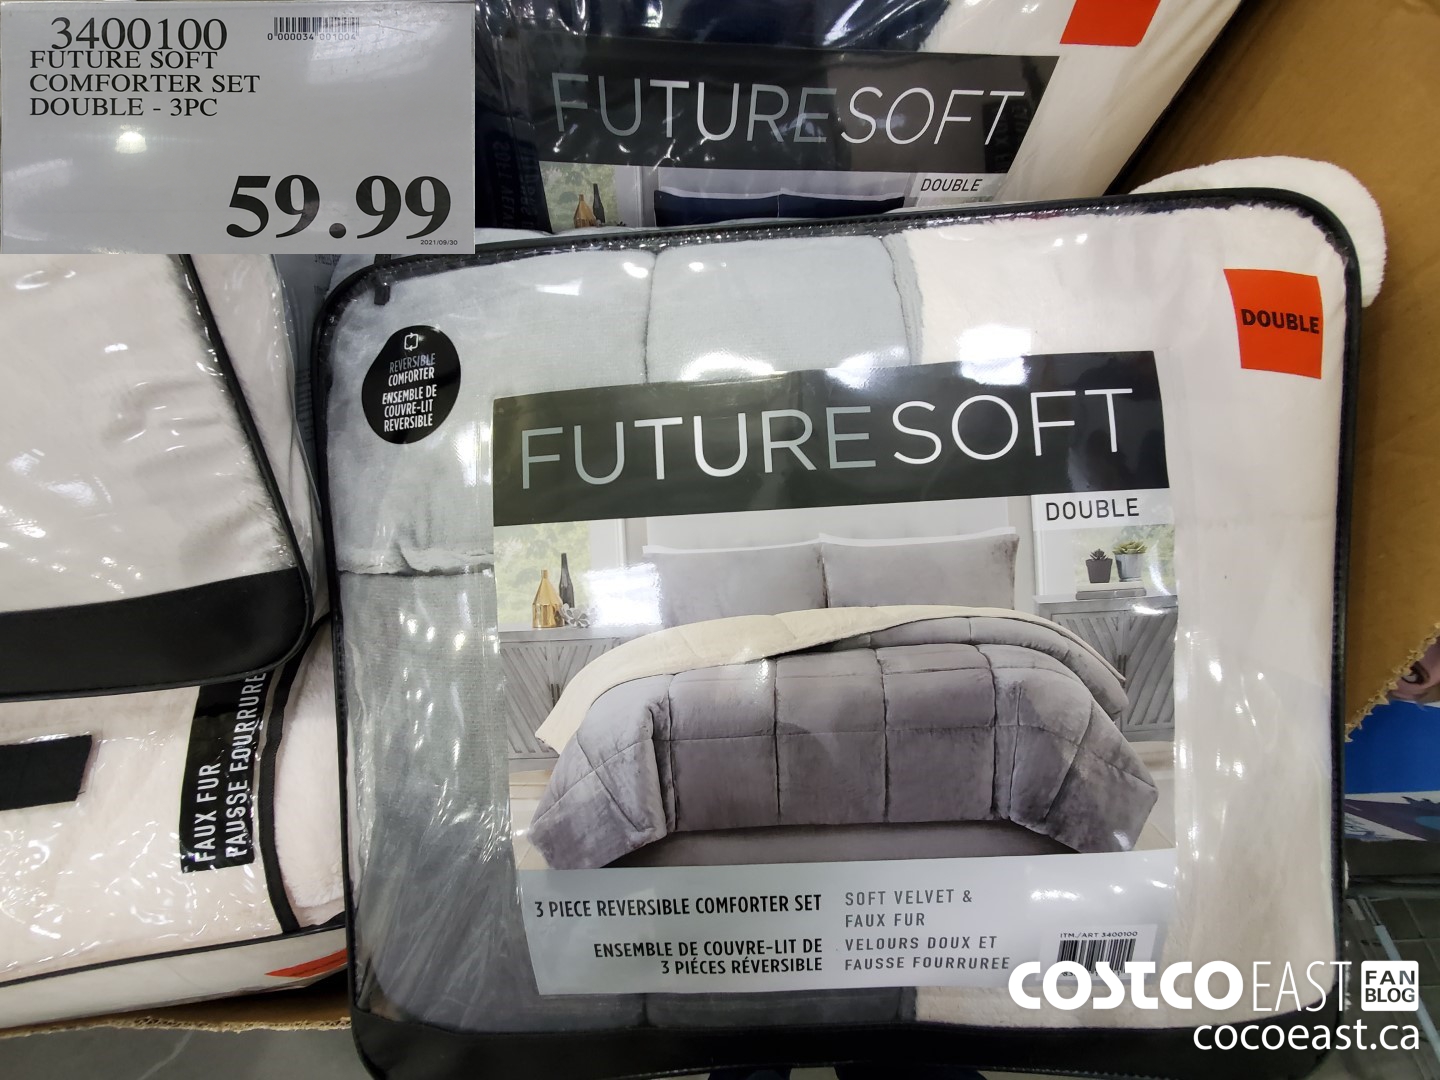 3400100
FUTURE SOFT
COMFORTER SET
DOUBLE - 3PC
59.99
2021/09/30
FUTURESOFT
DOUBLE
DOUBLE
REVERSIBLE
COMFORTER
ENSEMBLE DE
COUVRE-LIT
REVERSIBLE
FUTURESOFT
DOUBLE
FAUX FUR
FAUSSE FOURRURE
3 PIECE REVERSIBLE COMFORTER SET
SOFT VELVET &
FAUX FUR
ENSEMBLE DE COUVRE-LIT DE
3 PIÉCES RÉVERSIBLE
VELOURS DOUX ET
FAUSSE FOURRUREE
ITM./ART 3400100
COSTCO EAST FAN
BLOG
cocoeast.ca